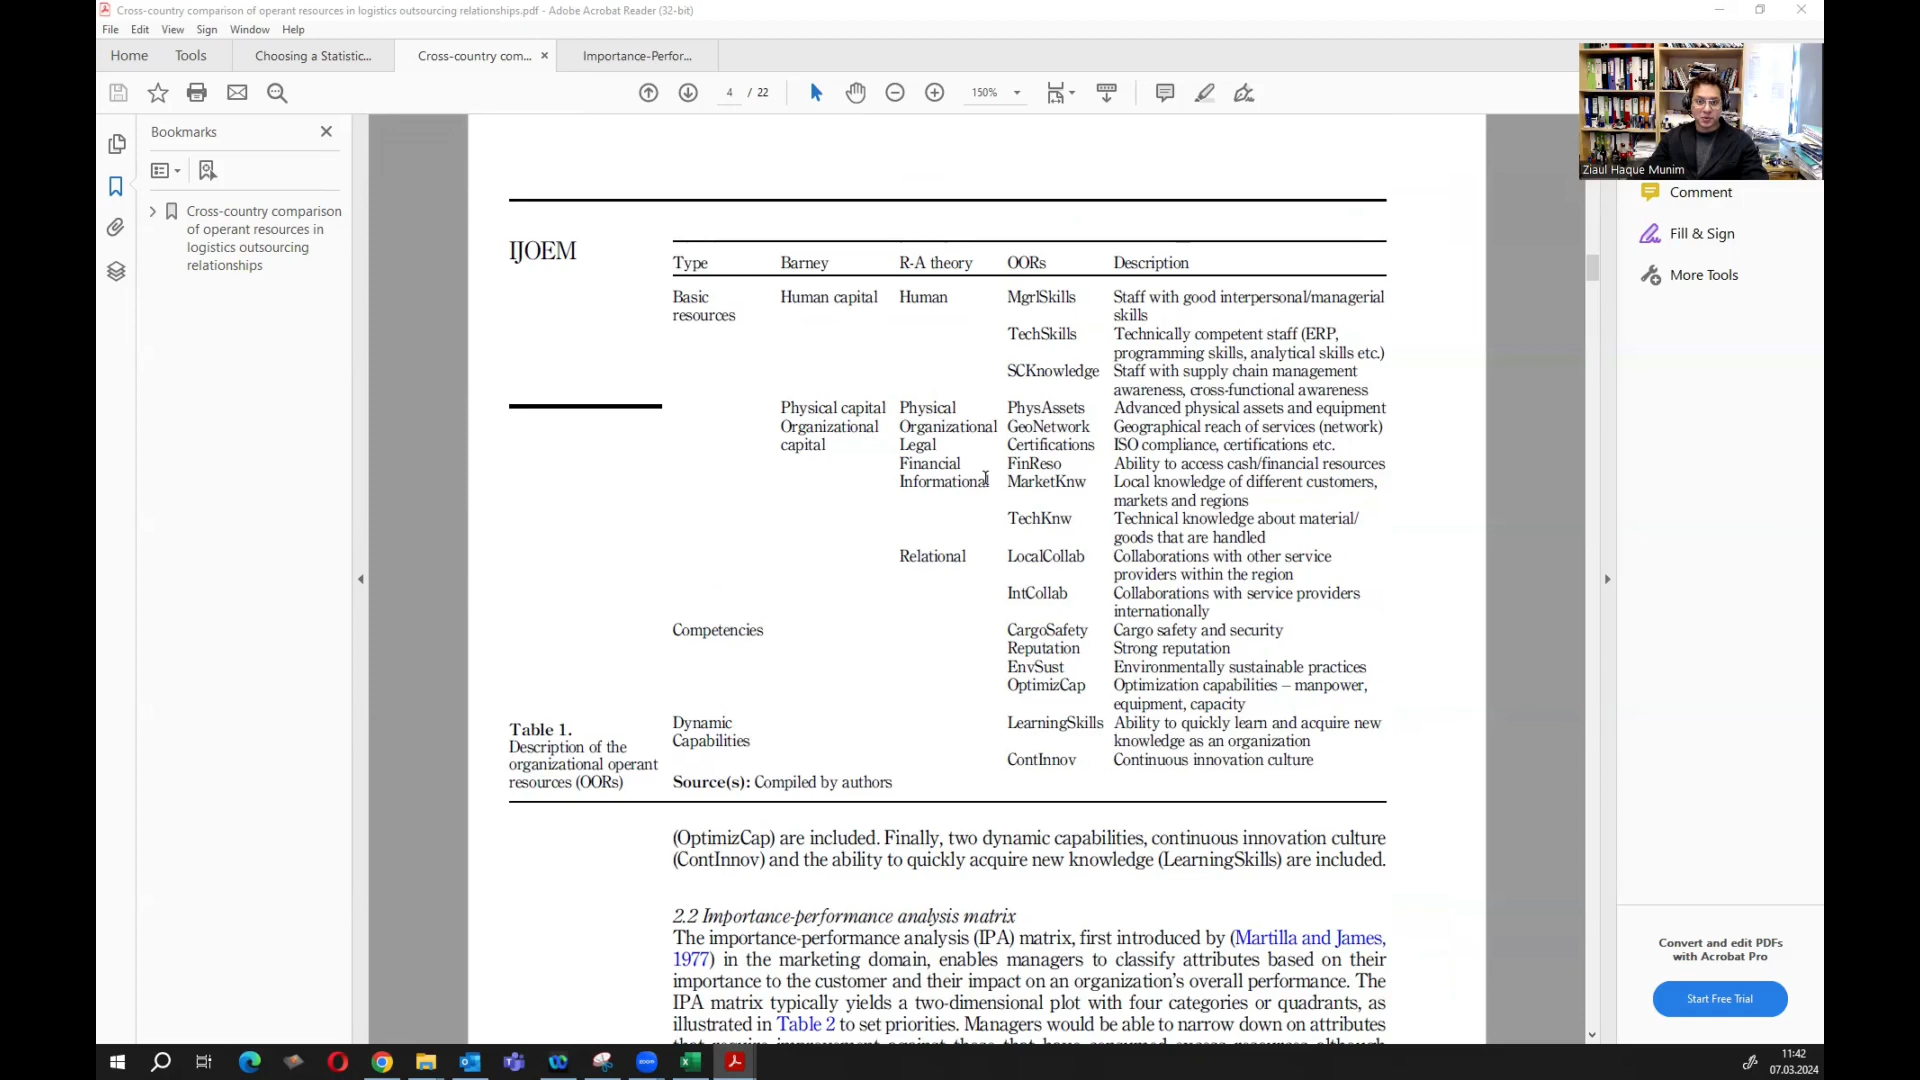 Cross-country comparison of operant resources in logistics outsourcing relationships.pdf - Adobe Acrobat Reader (32-bit)
File Edit View Sign Window Help
Home Tools Choosing a Statistic... Cross-country com... Importance-Perfor...
4 / 22 150%
Bookmarks
Cross-country comparison
of operant resources in
logistics outsourcing
relationships
Ziaul Haque Munim
Comment
Fill & Sign
More Tools
IJOEM
Type Barney R-A theory OORs Description
Basic Human capital Human MgrlSkills Staff with good interpersonal/managerial
resources skills
TechSkills Technically competent staff (ERP,
programming skills, analytical skills etc.)
SCKnowledge Staff with supply chain management
awareness, cross-functional awareness
Physical capital Physical PhysAssets Advanced physical assets and equipment
Organizational Organizational GeoNetwork Geographical reach of services (network)
capital Legal Certifications ISO compliance, certifications etc.
Financial FinReso Ability to access cash/financial resources
Informational MarketKnw Local knowledge of different customers,
markets and regions
TechKnw Technical knowledge about material/
goods that are handled
Relational LocalCollab Collaborations with other service
providers within the region
IntCollab Collaborations with service providers
internationally
Competencies CargoSafety Cargo safety and security
Reputation Strong reputation
EnvSust Environmentally sustainable practices
OptimizCap Optimization capabilities – manpower,
equipment, capacity
Dynamic LearningSkills Ability to quickly learn and acquire new
Capabilities knowledge as an organization
ContInnov Continuous innovation culture
Source(s): Compiled by authors
Table 1.
Description of the
organizational operant
resources (OORs)
(OptimizCap) are included. Finally, two dynamic capabilities, continuous innovation culture
(ContInnov) and the ability to quickly acquire new knowledge (LearningSkills) are included.
2.2 Importance-performance analysis matrix
The importance-performance analysis (IPA) matrix, first introduced by (Martilla and James,
1977) in the marketing domain, enables managers to classify attributes based on their
importance to the customer and their impact on an organization's overall performance. The
IPA matrix typically yields a two-dimensional plot with four categories or quadrants, as
illustrated in Table 2 to set priorities. Managers would be able to narrow down on attributes
Convert and edit PDFs
with Acrobat Pro
Start Free Trial
zoom
11:42
07.03.2024